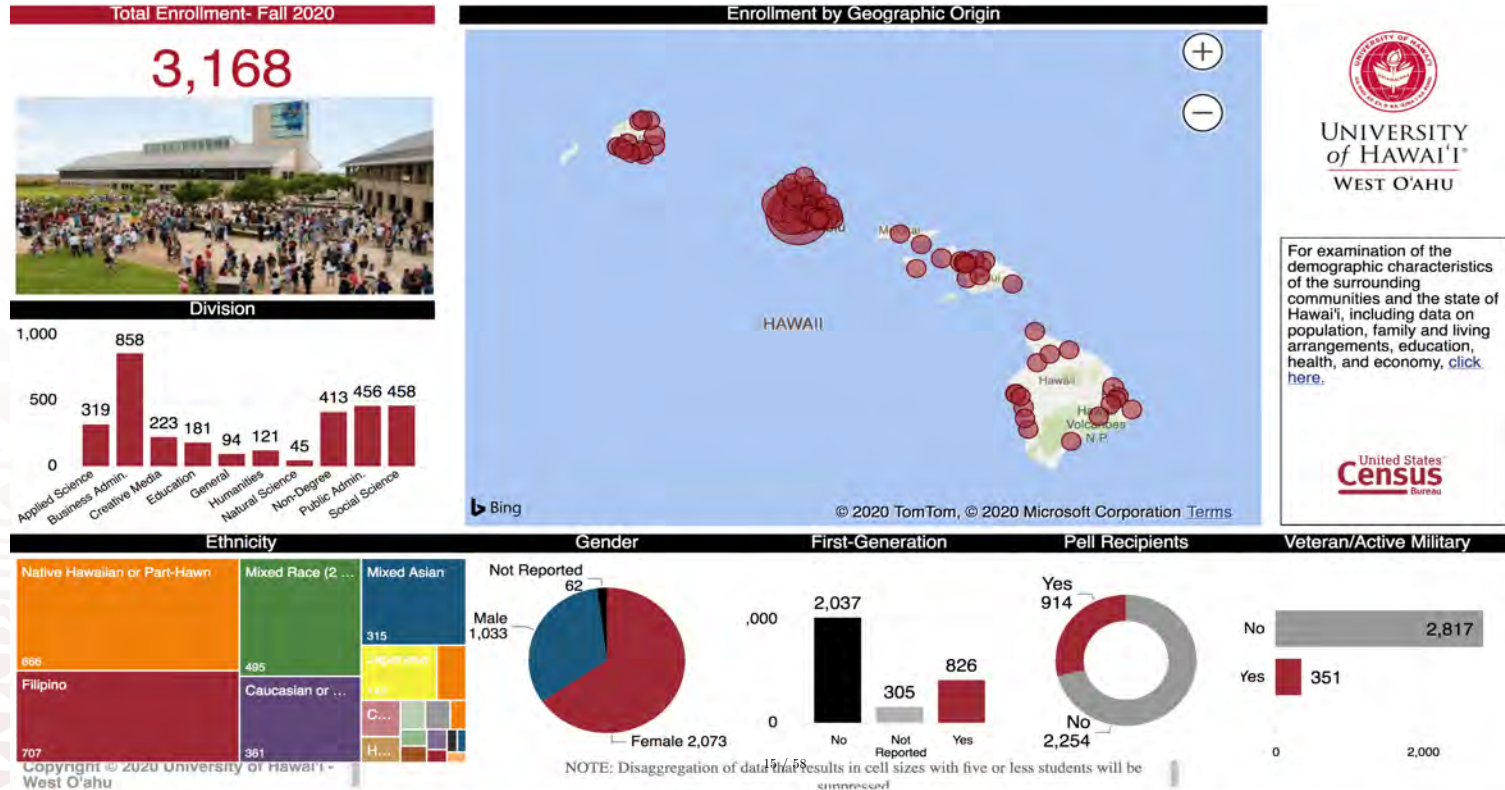 Total Enrollment- Fall 2020
3,168
Division
1,000
500
0
319
858
223
181
94
121
45
413
456
458
Applied Science
Business Admin.
Creative Media
Education
General
Humanities
Natural Science
Non-Degree
Public Admin.
Social Science
Enrollment by Geographic Origin
+
−
HAWAII
Hawaii
Volcanoes
N.P.
Bing
© 2020 TomTom, © 2020 Microsoft Corporation Terms
UNIVERSITY
of HAWAI'I®
WEST O'AHU
For examination of the
demographic characteristics
of the surrounding
communities and the state of
Hawai'i, including data on
population, family and living
arrangements, education,
health, and economy, click
here.
United States™
Census
Bureau
Ethnicity
Native Hawaiian or Part-Hawn
866
Filipino
707
Mixed Race (2 ...
495
Caucasian or ...
361
Mixed Asian
315
C...
H...
Gender
Not Reported
62
Male
1,033
Female 2,073
First-Generation
,000
0
2,037
305
826
No
Not
Reported
Yes
Pell Recipients
Yes
914
No
2,254
Veteran/Active Military
No
2,817
Yes
351
0
2,000
Copyright © 2020 University of Hawai'i -
West O'ahu
15 / 58
NOTE: Disaggregation of data that results in cell sizes with five or less students will be
suppressed